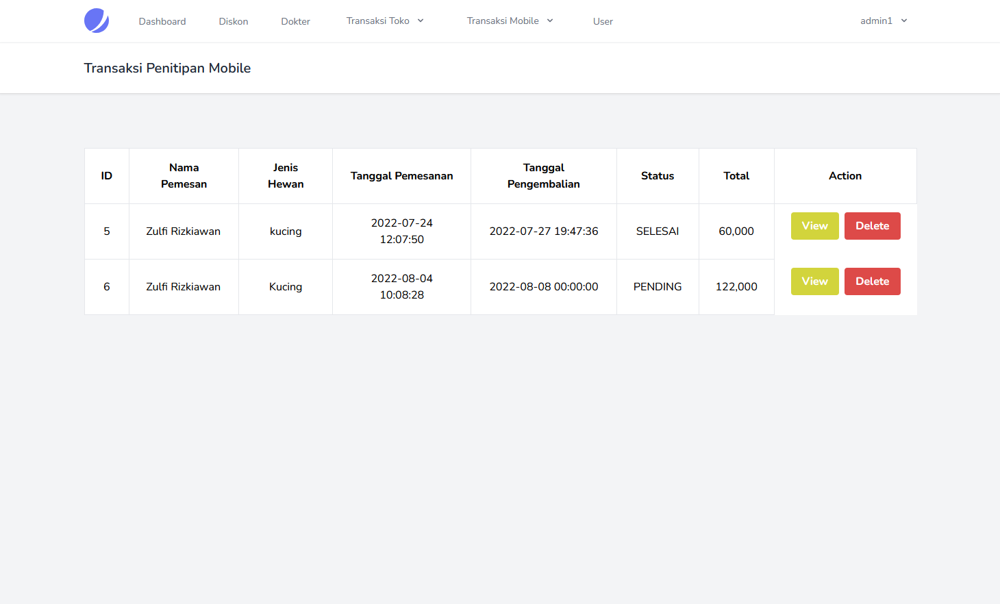 Dashboard Diskon Dokter Transaksi Toko Transaksi Mobile User admin1
Transaksi Penitipan Mobile
ID Nama Pemesan Jenis Hewan Tanggal Pemesanan Tanggal Pengembalian Status Total Action
5 Zulfi Rizkiawan kucing 2022-07-24 12:07:50 2022-07-27 19:47:36 SELESAI 60,000 View Delete
6 Zulfi Rizkiawan Kucing 2022-08-04 10:08:28 2022-08-08 00:00:00 PENDING 122,000 View Delete